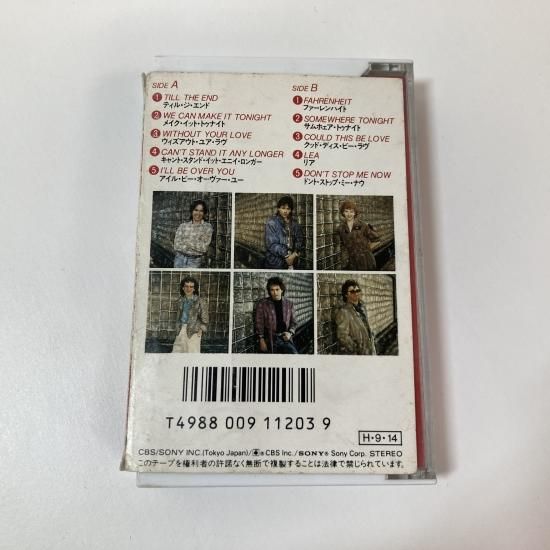 SIDE A
1 TILL THE END
ティル・ジ・エンド
2 WE CAN MAKE IT TONIGHT
メイク・イット・トゥナイト
3 WITHOUT YOUR LOVE
ウィズアウト・ユア・ラヴ
4 CAN'T STAND IT ANY LONGER
キャント・スタンド・イット・エニイ・ロンガー
5 I'LL BE OVER YOU
アイル・ビー・オーヴァー・ユー
SIDE B
1 FAHRENHEIT
ファーレンハイト
2 SOMEWHERE TONIGHT
サムホェア・トゥナイト
3 COULD THIS BE LOVE
クッド・ディス・ビー・ラヴ
4 LEA
リア
5 DON'T STOP ME NOW
ドント・ストップ・ミー・ナウ
T4988 009 11203 9
H・9・14
CBS/SONY INC.(Tokyo Japan)/ ® CBS Inc./SONY® Sony Corp. STEREO
このテープを権利者の許諾なく無断で複製することは法律で禁じられています。